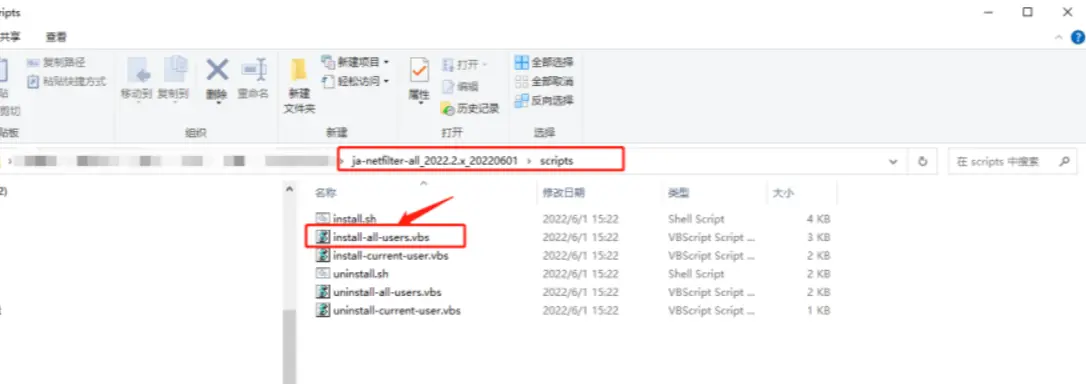 共享 查看
复制路径
粘贴快捷方式
剪切
移动到 复制到 删除 重命名
组织
新建
文件夹
新建项目
轻松访问
新建
属性
打开
编辑
历史记录
打开
全部选择
全部取消
反向选择
选择
ja-netfilter-all_2022.2.x_20220601 > scripts
在 scripts 中搜索
名称 修改日期 类型 大小
install.sh 2022/6/1 15:22 Shell Script 4 KB
install-all-users.vbs 2022/6/1 15:22 VBScript Script ... 3 KB
install-current-user.vbs 2022/6/1 15:22 VBScript Script ... 2 KB
uninstall.sh 2022/6/1 15:22 Shell Script 2 KB
uninstall-all-users.vbs 2022/6/1 15:22 VBScript Script ... 2 KB
uninstall-current-user.vbs 2022/6/1 15:22 VBScript Script ... 1 KB